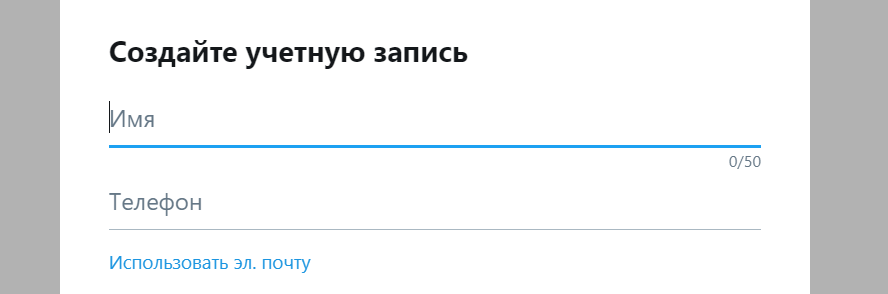 Создайте учетную запись
Имя
0/50
Телефон
Использовать эл. почту